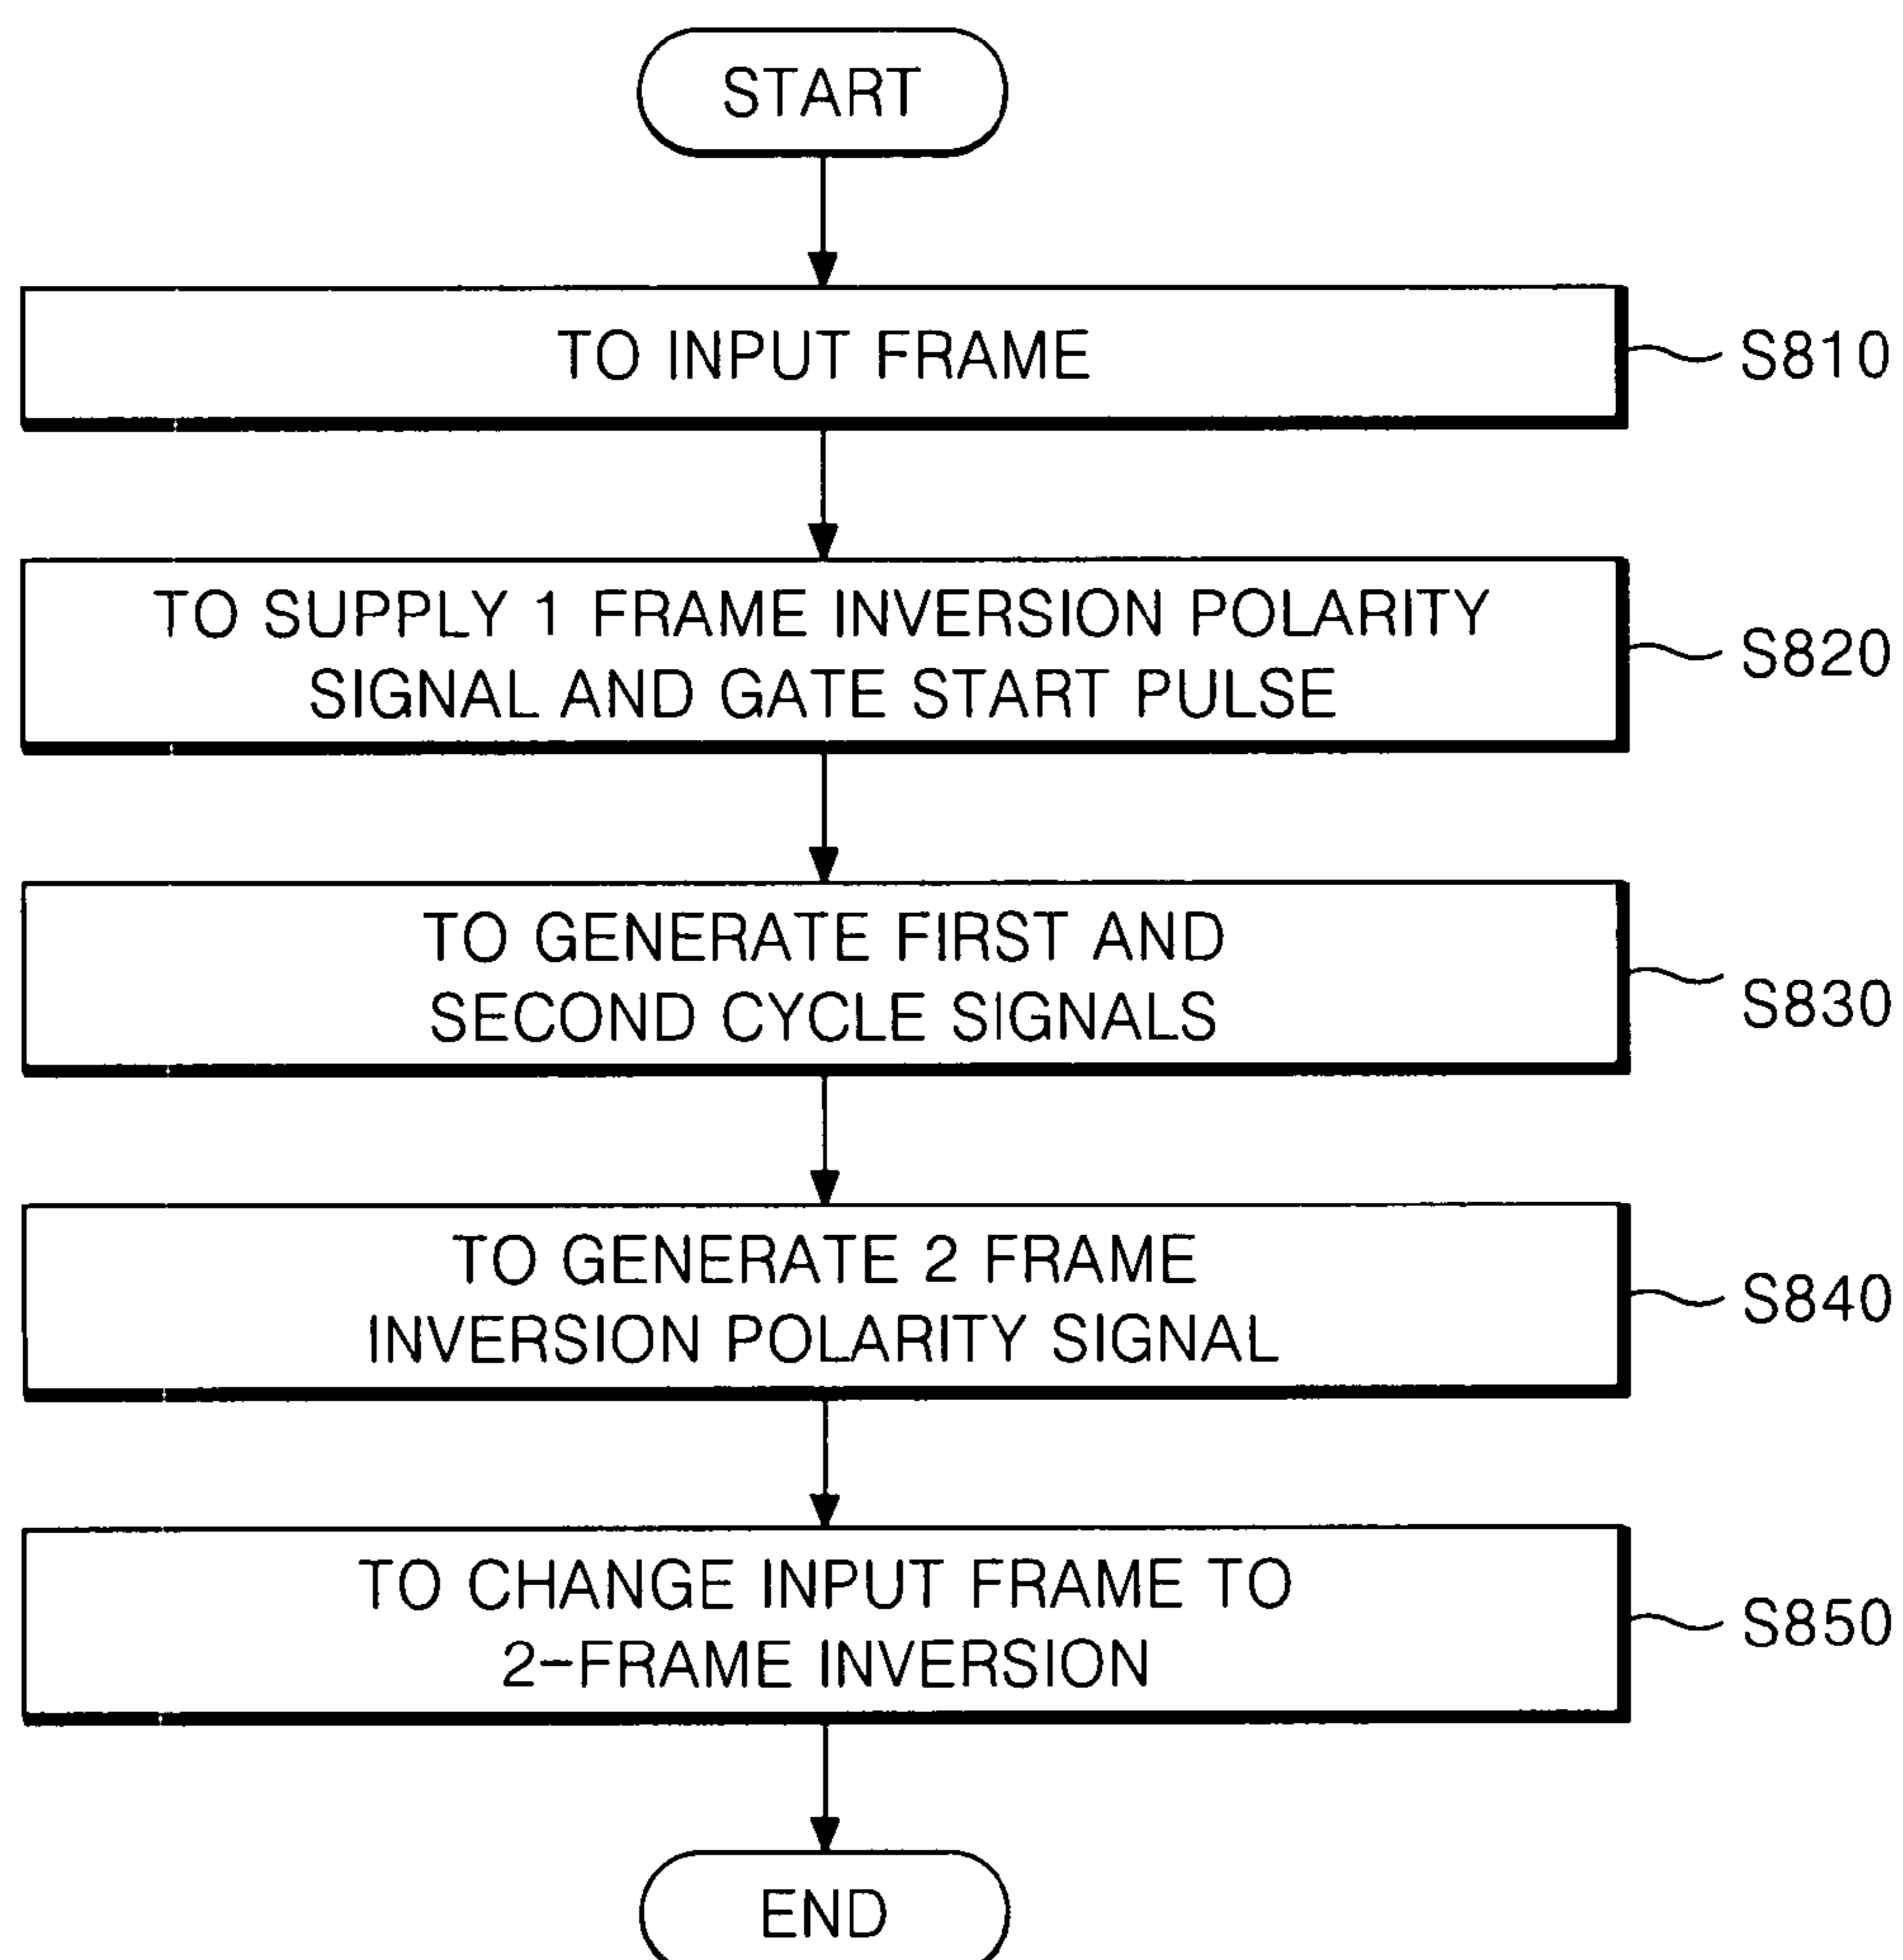 START
TO INPUT FRAME
S810
TO SUPPLY 1 FRAME INVERSION POLARITY
SIGNAL AND GATE START PULSE
S820
TO GENERATE FIRST AND
SECOND CYCLE SIGNALS
S830
TO GENERATE 2 FRAME
INVERSION POLARITY SIGNAL
S840
TO CHANGE INPUT FRAME TO
2-FRAME INVERSION
S850
END